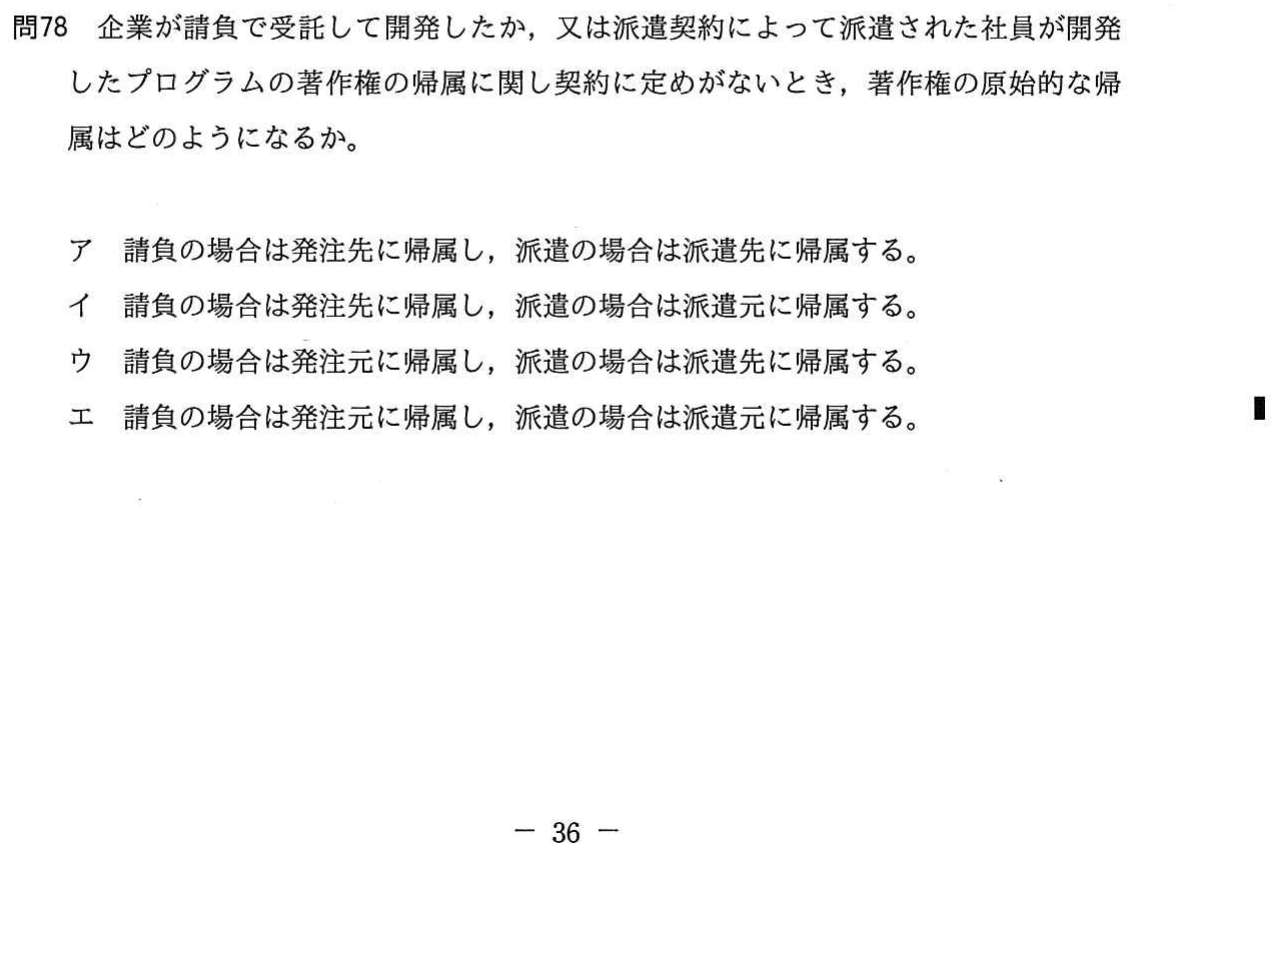 問78 企業が請負で受託して開発したか，又は派遣契約によって派遣された社員が開発
したプログラムの著作権の帰属に関し契約に定めがないとき，著作権の原始的な帰
属はどのようになるか。
ア 請負の場合は発注先に帰属し，派遣の場合は派遣先に帰属する。
イ 請負の場合は発注先に帰属し，派遣の場合は派遣元に帰属する。
ウ 請負の場合は発注元に帰属し，派遣の場合は派遣先に帰属する。
エ 請負の場合は発注元に帰属し，派遣の場合は派遣元に帰属する。
－ 36 －